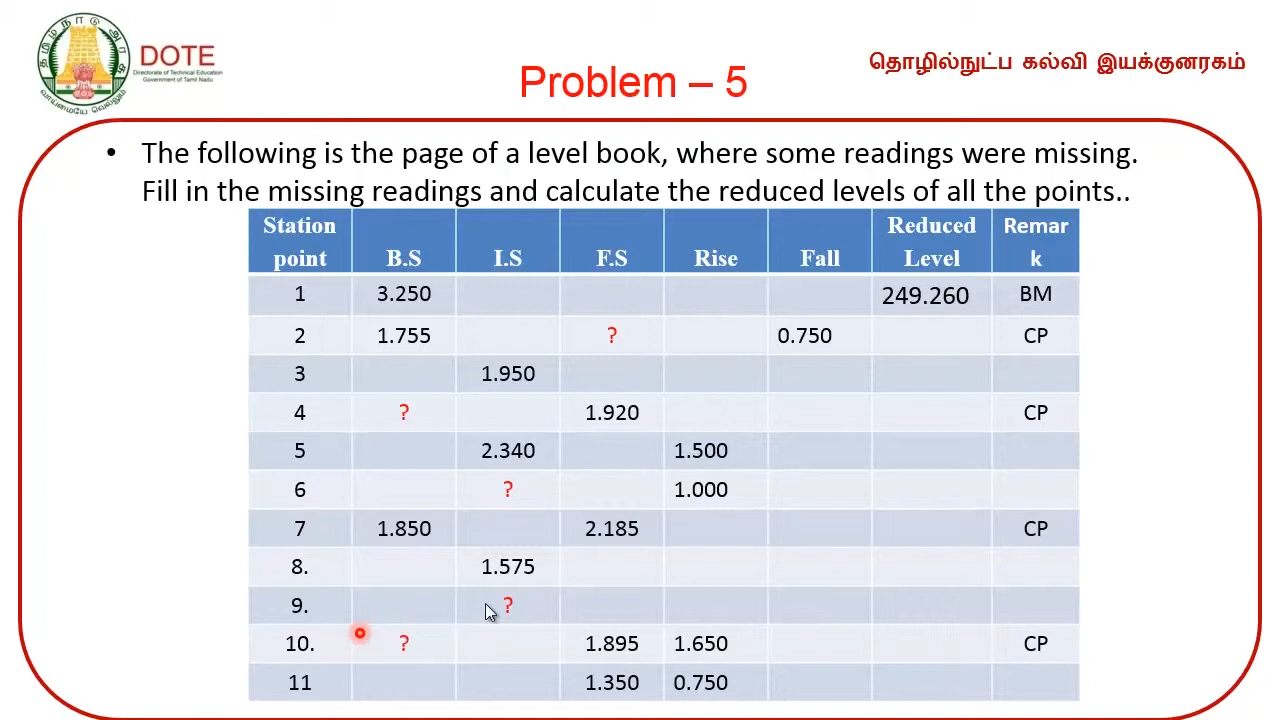 தமிழ்நாடு அரசு
வாய்மையே வெல்லும்
DOTE
Directorate of Technical Education
Government of Tamil Nadu
தொழில்நுட்ப கல்வி இயக்குனரகம்
Problem – 5
• The following is the page of a level book, where some readings were missing.
Fill in the missing readings and calculate the reduced levels of all the points..
Station point B.S I.S F.S Rise Fall Reduced Level Remar k
1 3.250 249.260 BM
2 1.755 ? 0.750 CP
3 1.950
4 ? 1.920 CP
5 2.340 1.500
6 ? 1.000
7 1.850 2.185 CP
8. 1.575
9. ?
10. ? 1.895 1.650 CP
11 1.350 0.750